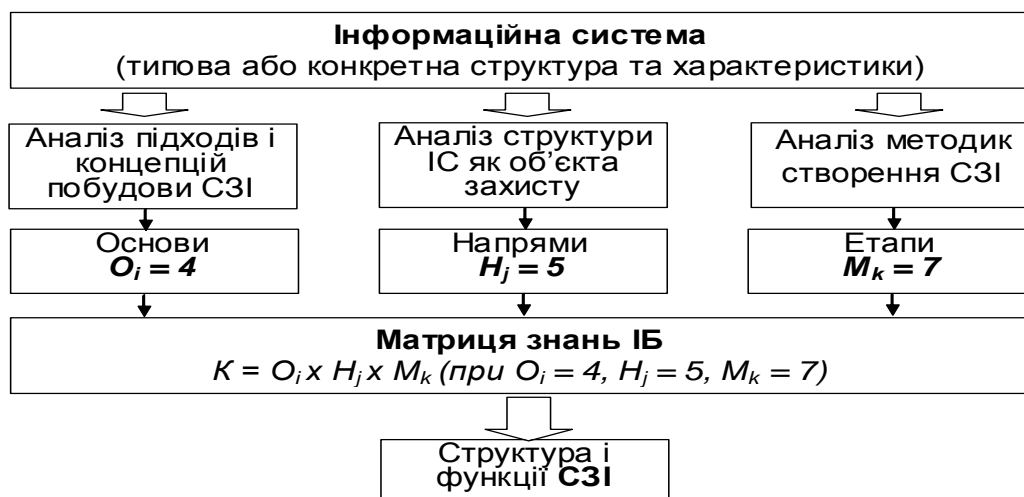 Інформаційна система
(типова або конкретна структура та характеристики)
Аналіз підходів і
концепцій
побудови СЗІ
Аналіз структури
ІС як об’єкта
захисту
Аналіз методик
створення СЗІ
Основи
Oi = 4
Напрями
Hj = 5
Етапи
Mk = 7
Матриця знань ІБ
K = Oi x Hj x Mk (при Oi = 4, Hj = 5, Mk = 7)
Структура і
функції СЗІ